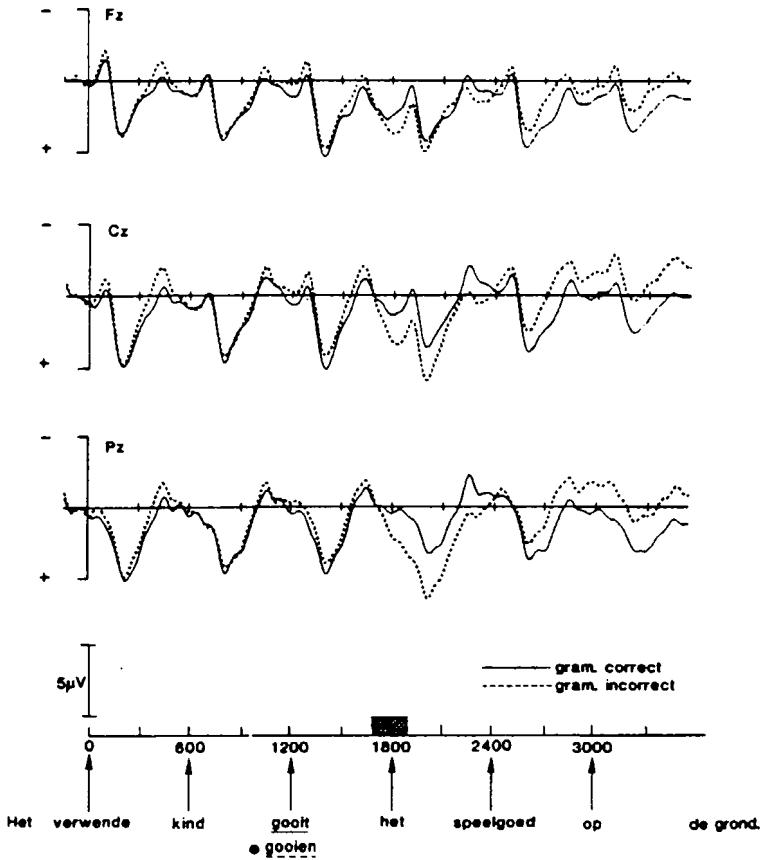 Fz
−
+
Cz
−
+
Pz
−
+
5μV
gram. correct
gram. incorrect
0 600 1200 1800 2400 3000
Het verwende kind gooit het speelgoed op de grond.
● gooien